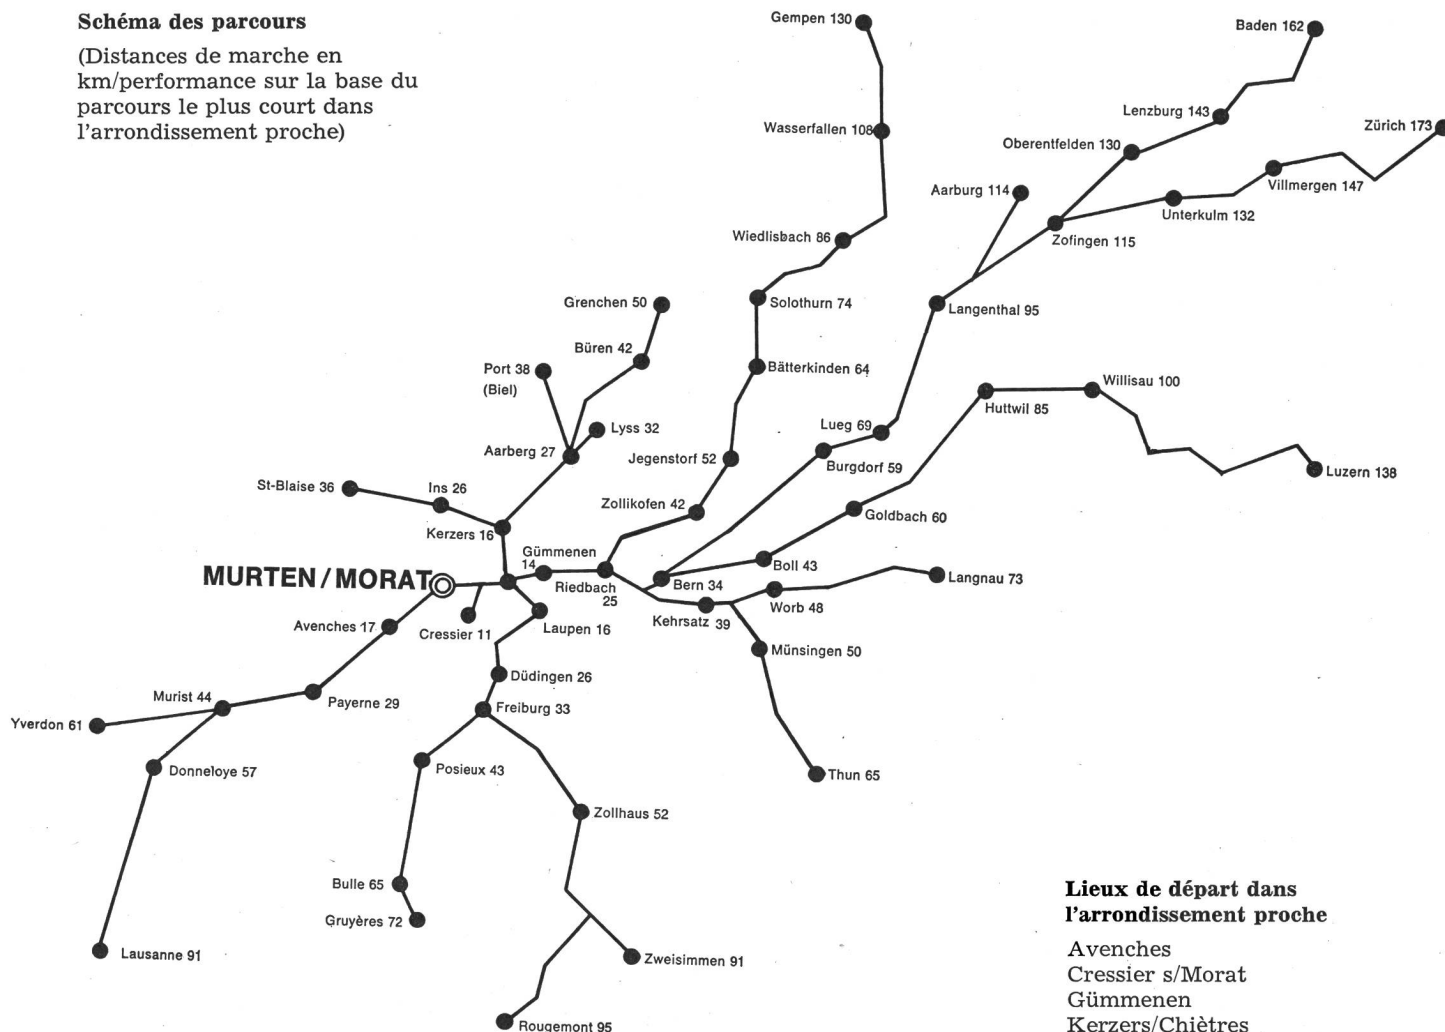 Schéma des parcours
(Distances de marche en
km/performance sur la base du
parcours le plus court dans
l'arrondissement proche)
Gempen 130
Baden 162
Lenzburg 143
Zürich 173
Wasserfallen 108
Oberentfelden 130
Villmergen 147
Aarburg 114
Unterkulm 132
Wiedlisbach 86
Zofingen 115
Grenchen 50
Solothurn 74
Langenthal 95
Büren 42
Port 38
(Biel)
Bätterkinden 64
Willisau 100
Huttwil 85
Lyss 32
Lueg 69
Aarberg 27
Jegenstorf 52
Burgdorf 59
Luzern 138
St-Blaise 36
Ins 26
Zollikofen 42
Goldbach 60
Kerzers 16
Gümmenen
14
MURTEN/MORAT
Riedbach
25
Bern 34
Boll 43
Langnau 73
Worb 48
Kehrsatz 39
Avenches 17
Cressier 11
Laupen 16
Münsingen 50
Düdingen 26
Murist 44
Payerne 29
Freiburg 33
Yverdon 61
Donneloye 57
Posieux 43
Thun 65
Zollhaus 52
Bulle 65
Gruyères 72
Lausanne 91
Zweisimmen 91
Rougemont 95
Lieux de départ dans
l'arrondissement proche
Avenches
Cressier s/Morat
Gümmenen
Kerzers/Chiètres